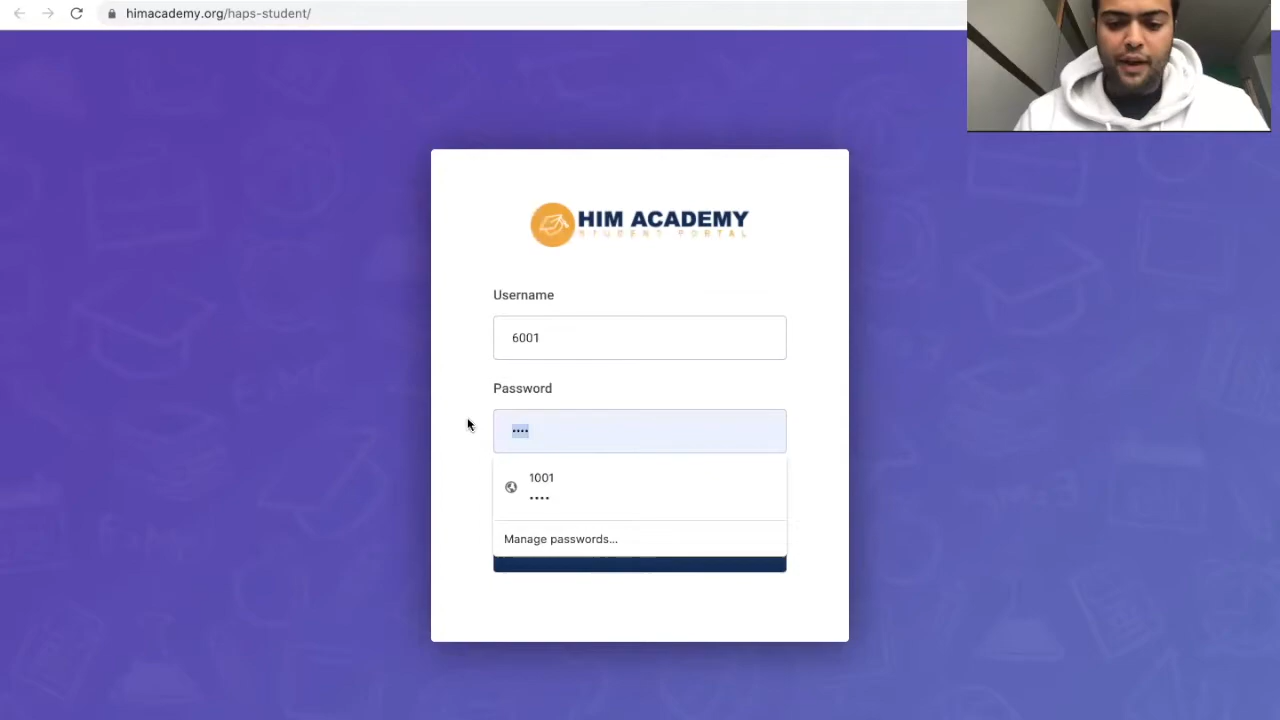 himacademy.org/haps-student/
HIM ACADEMY
STUDENT PORTAL
Username
6001
Password
••••
1001
••••
Manage passwords...